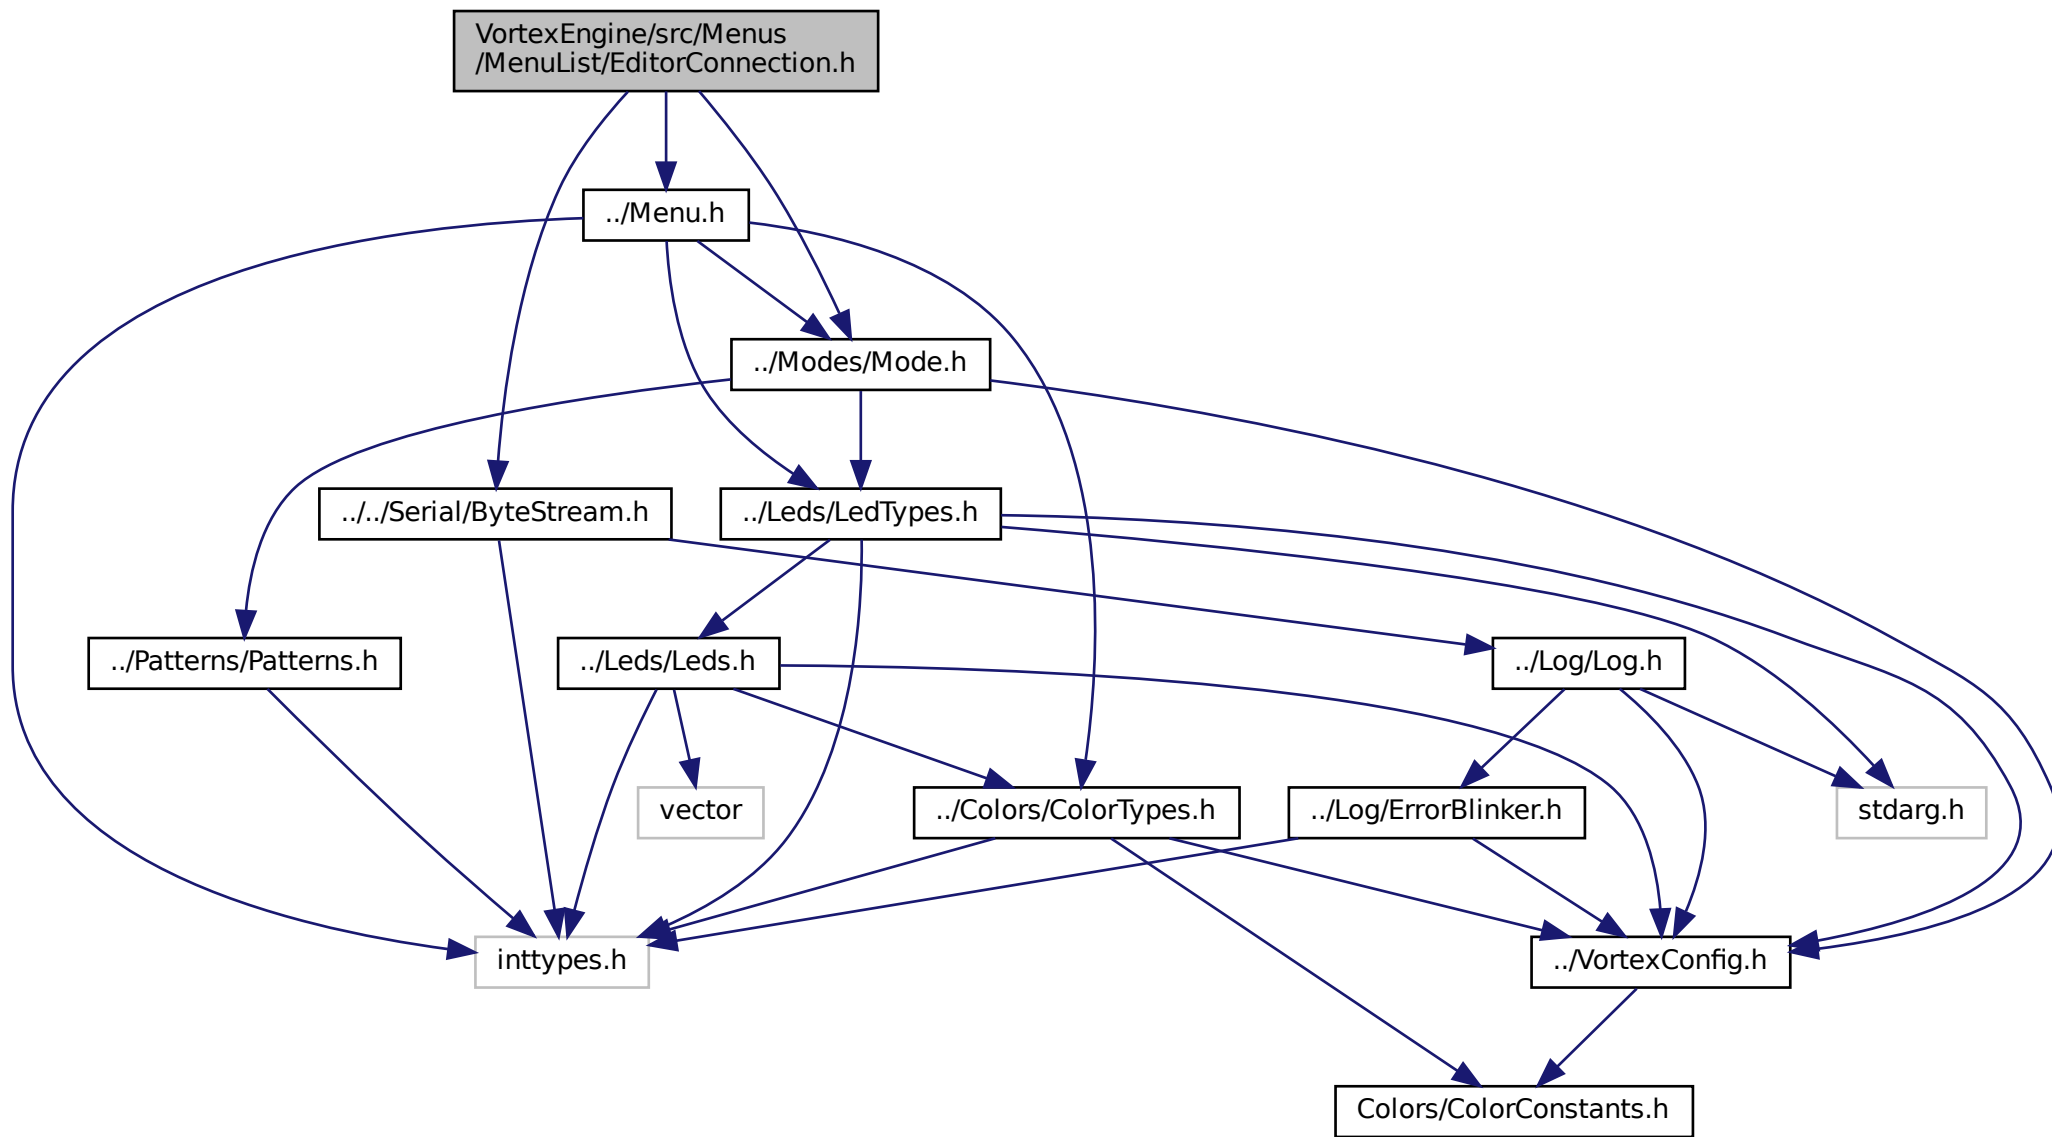 VortexEngine/src/Menus
/MenuList/EditorConnection.h
../Menu.h
../Modes/Mode.h
../../Serial/ByteStream.h
../Leds/LedTypes.h
../Patterns/Patterns.h
../Leds/Leds.h
../Log/Log.h
vector
../Colors/ColorTypes.h
../Log/ErrorBlinker.h
stdarg.h
inttypes.h
../VortexConfig.h
Colors/ColorConstants.h